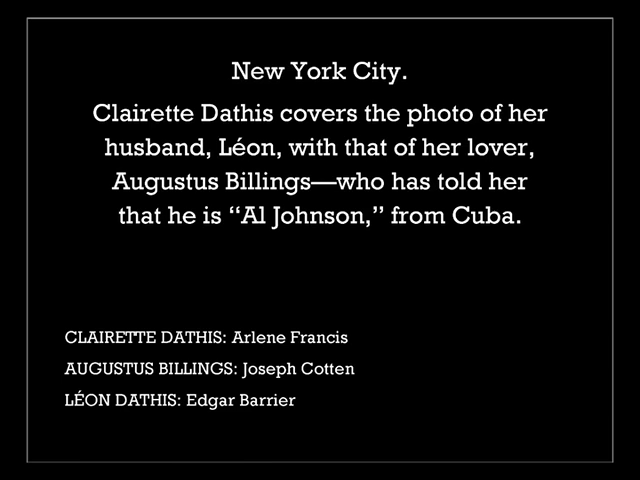 New York City.
Clairette Dathis covers the photo of her
husband, Léon, with that of her lover,
Augustus Billings—who has told her
that he is “Al Johnson,” from Cuba.
CLAIRETTE DATHIS: Arlene Francis
AUGUSTUS BILLINGS: Joseph Cotten
LÉON DATHIS: Edgar Barrier